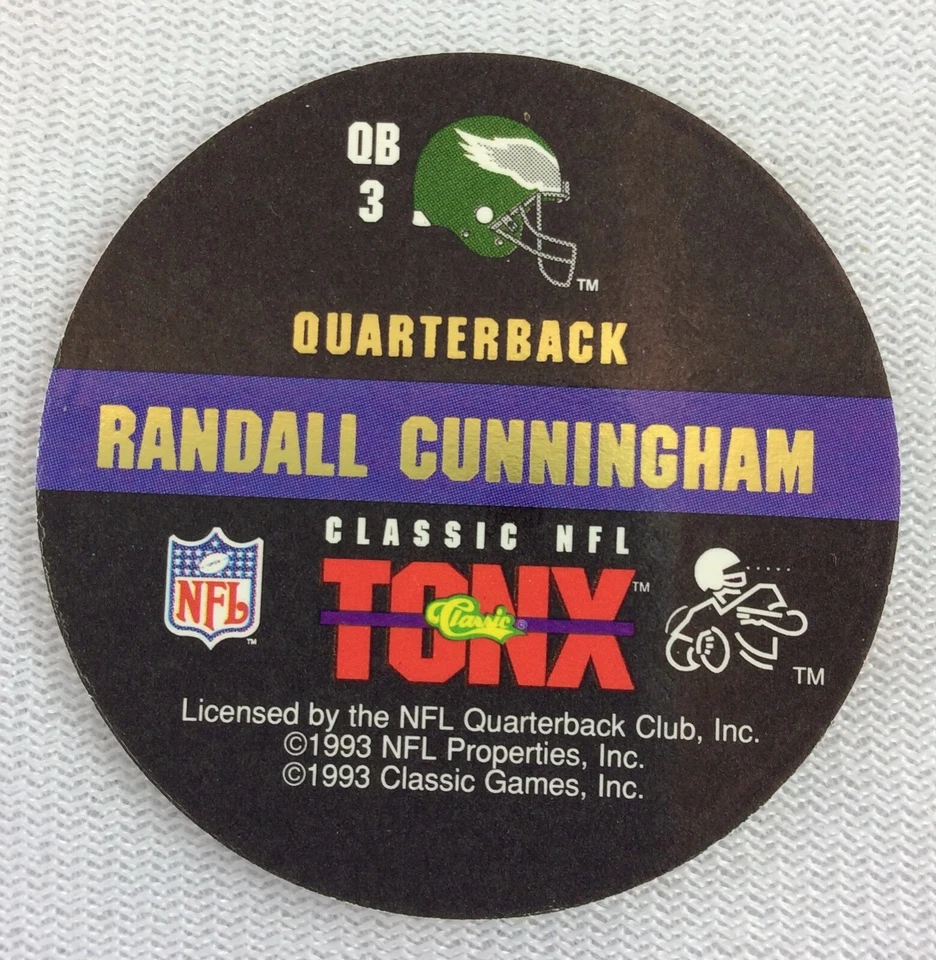 QB
3
TM
QUARTERBACK
RANDALL CUNNINGHAM
CLASSIC NFL
NFL TM
TONX TM
Classic ®
TM
Licensed by the NFL Quarterback Club, Inc.
©1993 NFL Properties, Inc.
©1993 Classic Games, Inc.